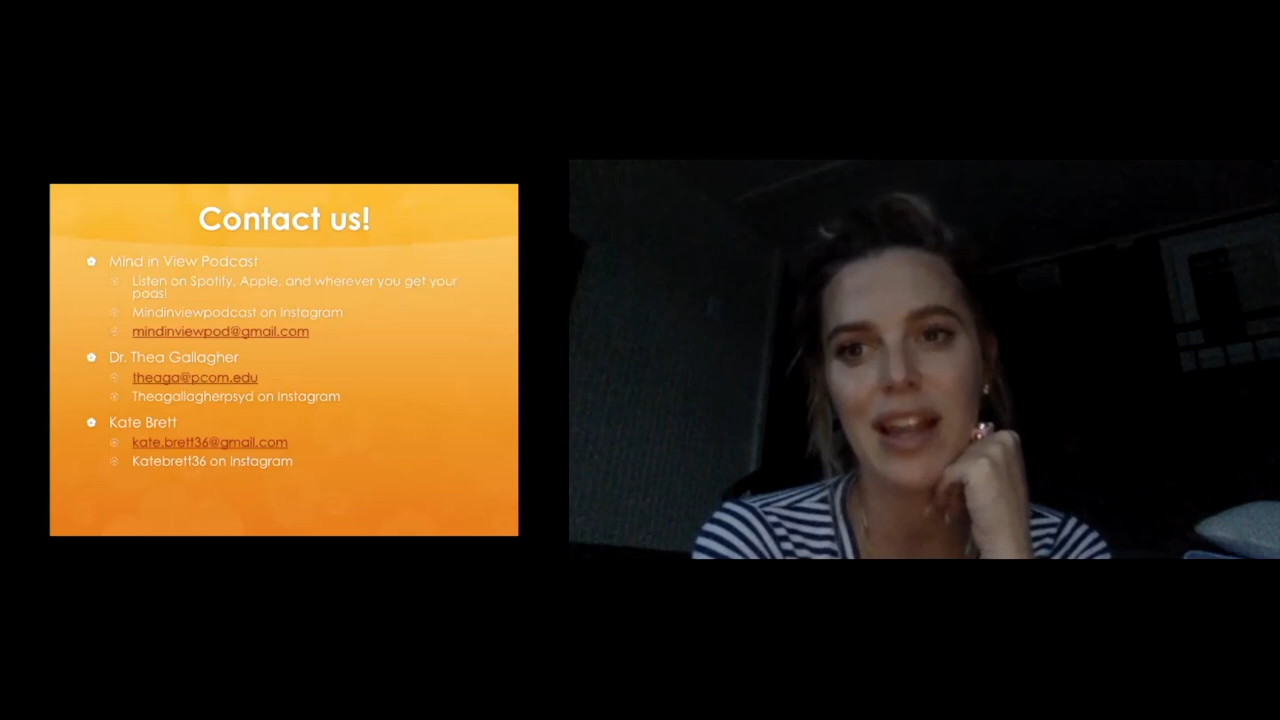 Contact us!
Mind in View Podcast
Listen on Spotify, Apple, and wherever you get your
poas!
Mindinviewpodcast on Instagram
mindinviewpod@gmail.com
Dr. Thea Gallagher
theaga@pcom.edu
Theagallagherpsyd on Instagram
Kate Brett
kate.brett36@gmail.com
Katebrett36 on Instagram